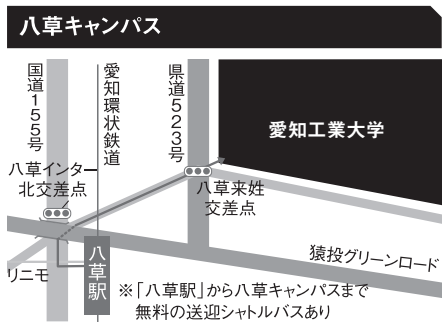 八草キャンパス
国道155号
愛知環状鉄道
県道523号
愛知工業大学
八草インター
北交差点
八草来姓
交差点
猿投グリーンロード
リニモ
八草駅
※「八草駅」から八草キャンパスまで
無料の送迎シャトルバスあり